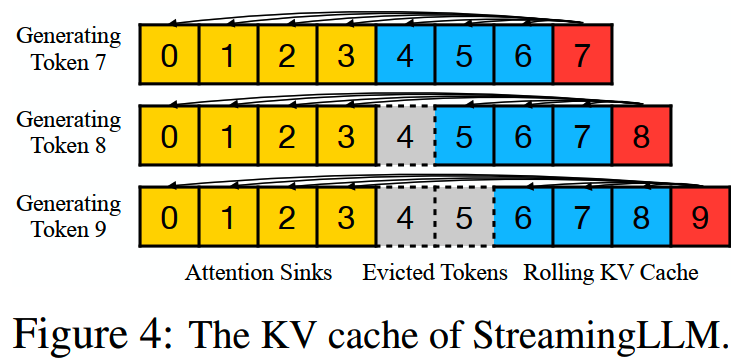 Generating
Token 7
0 1 2 3 4 5 6 7
Generating
Token 8
0 1 2 3 4 5 6 7 8
Generating
Token 9
0 1 2 3 4 5 6 7 8 9
Attention Sinks Evicted Tokens Rolling KV Cache
Figure 4: The KV cache of StreamingLLM.